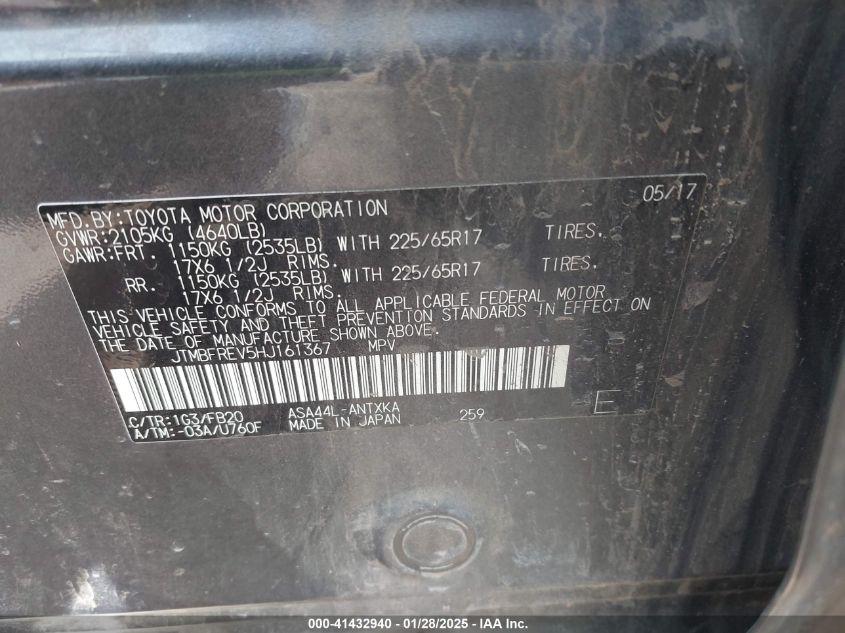 MFD.BY:TOYOTA MOTOR CORPORATION 05/17
GVWR:2105KG (4640LB)
GAWR:FRT. 1150KG (2535LB) WITH 225/65R17 TIRES.
17X6 1/2J RIMS.
RR. 1150KG (2535LB) WITH 225/65R17 TIRES.
17X6 1/2J RIMS.
THIS VEHICLE CONFORMS TO ALL APPLICABLE FEDERAL MOTOR
VEHICLE SAFETY AND THEFT PREVENTION STANDARDS IN EFFECT ON
THE DATE OF MANUFACTURE SHOWN ABOVE.
JTMBFREV5HJ161367 MPV
C/TR:1G3/FB20 ASA44L-ANTXKA 259 E
A/TM:-03A/U760F MADE IN JAPAN
000-41432940 - 01/28/2025 - IAA Inc.